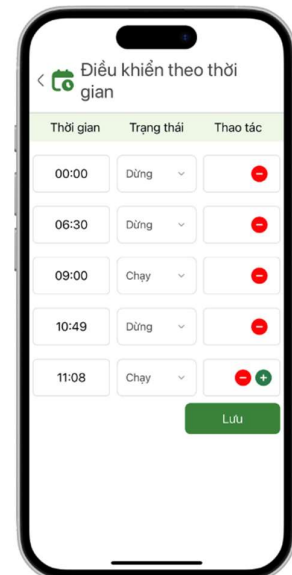 Điều khiển theo thời
gian
Thời gian Trạng thái Thao tác
00:00 Dừng
06:30 Dừng
09:00 Chạy
10:49 Dừng
11:08 Chạy
Lưu